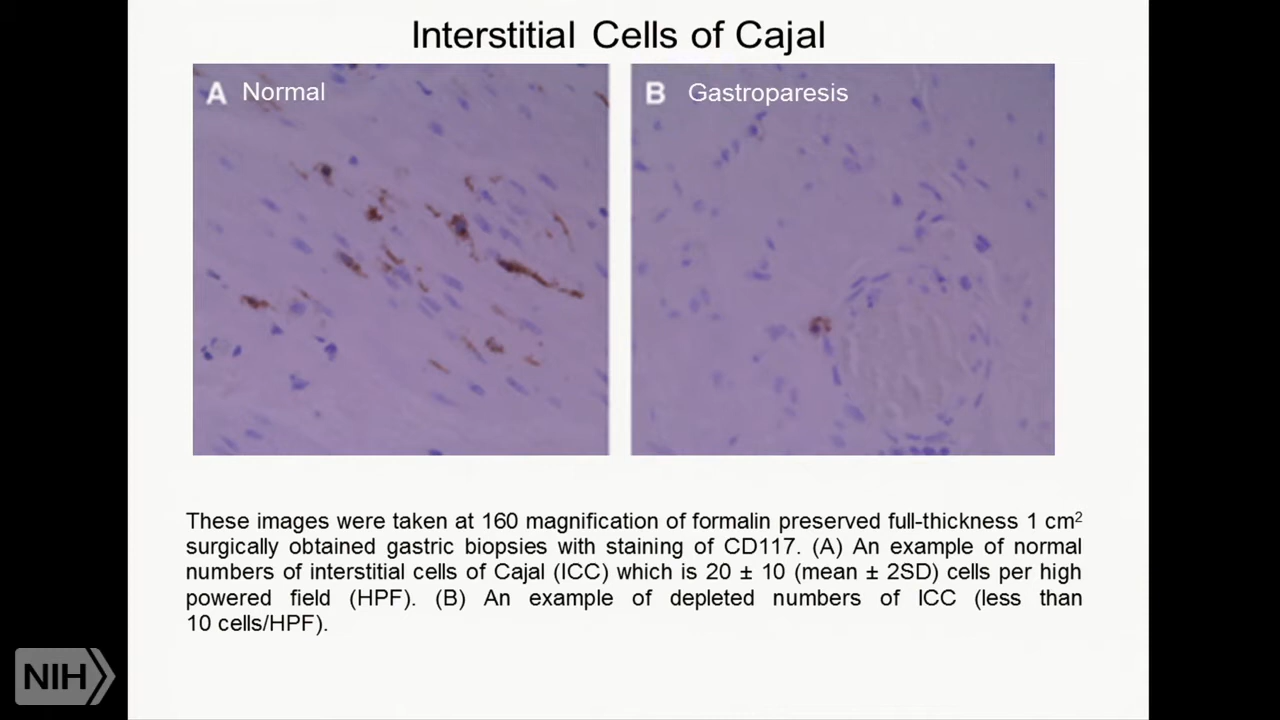 Interstitial Cells of Cajal
A Normal
B Gastroparesis
These images were taken at 160 magnification of formalin preserved full-thickness 1 cm²
surgically obtained gastric biopsies with staining of CD117. (A) An example of normal
numbers of interstitial cells of Cajal (ICC) which is 20 ± 10 (mean ± 2SD) cells per high
powered field (HPF). (B) An example of depleted numbers of ICC (less than
10 cells/HPF).
NIH